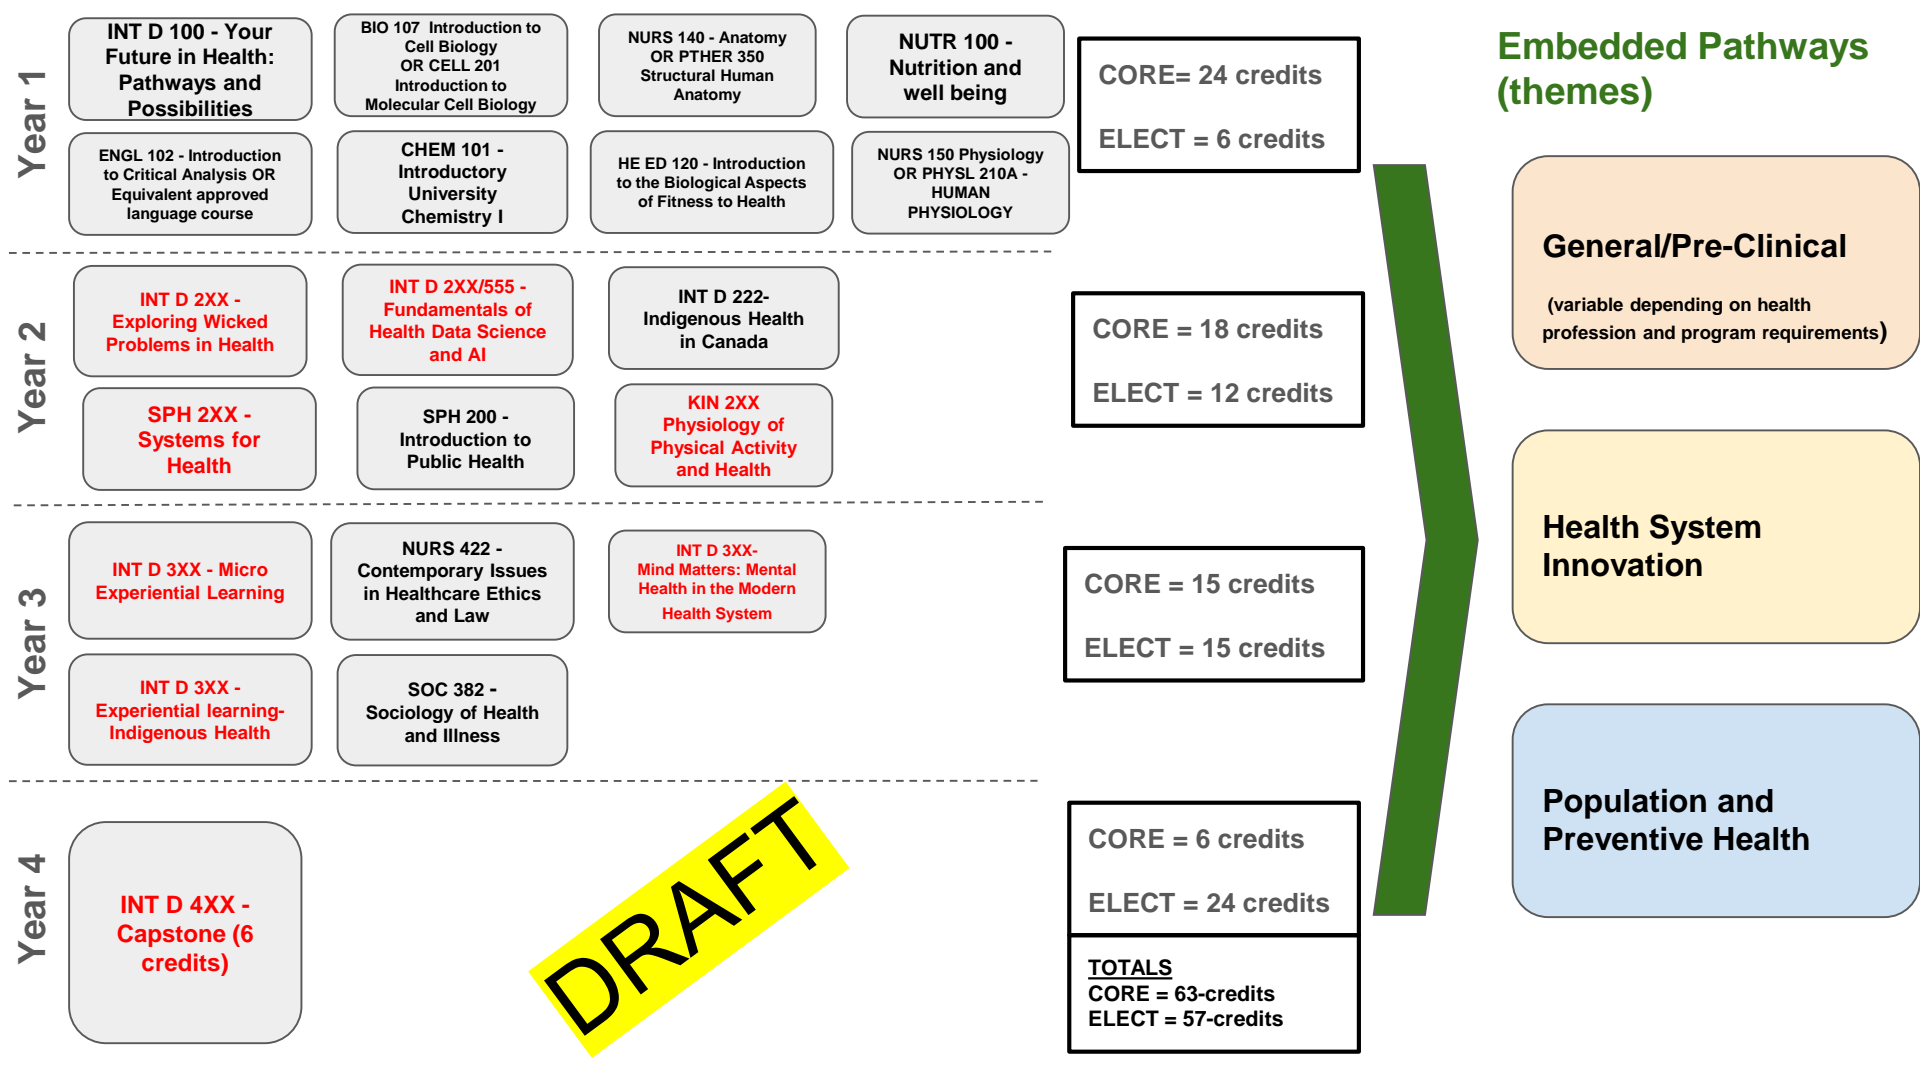 Year 1
INT D 100 - Your
Future in Health:
Pathways and
Possibilities
BIO 107  Introduction to
Cell Biology
OR CELL 201
Introduction to
Molecular Cell Biology
NURS 140 - Anatomy
OR PTHER 350
Structural Human
Anatomy
NUTR 100 -
Nutrition and
well being
ENGL 102 - Introduction
to Critical Analysis OR
Equivalent approved
language course
CHEM 101 -
Introductory
University
Chemistry I
HE ED 120 - Introduction
to the Biological Aspects
of Fitness to Health
NURS 150 Physiology
OR PHYSL 210A -
HUMAN
PHYSIOLOGY
CORE= 24 credits
ELECT = 6 credits
Year 2
INT D 2XX -
Exploring Wicked
Problems in Health
INT D 2XX/555 -
Fundamentals of
Health Data Science
and AI
INT D 222-
Indigenous Health
in Canada
SPH 2XX -
Systems for
Health
SPH 200 -
Introduction to
Public Health
KIN 2XX
Physiology of
Physical Activity
and Health
CORE = 18 credits
ELECT = 12 credits
Year 3
INT D 3XX - Micro
Experiential Learning
NURS 422 -
Contemporary Issues
in Healthcare Ethics
and Law
INT D 3XX-
Mind Matters: Mental
Health in the Modern
Health System
INT D 3XX -
Experiential learning-
Indigenous Health
SOC 382 -
Sociology of Health
and Illness
CORE = 15 credits
ELECT = 15 credits
Year 4
INT D 4XX -
Capstone (6
credits)
DRAFT
CORE = 6 credits
ELECT = 24 credits
TOTALS
CORE = 63-credits
ELECT = 57-credits
Embedded Pathways
(themes)
General/Pre-Clinical
(variable depending on health
profession and program requirements)
Health System
Innovation
Population and
Preventive Health